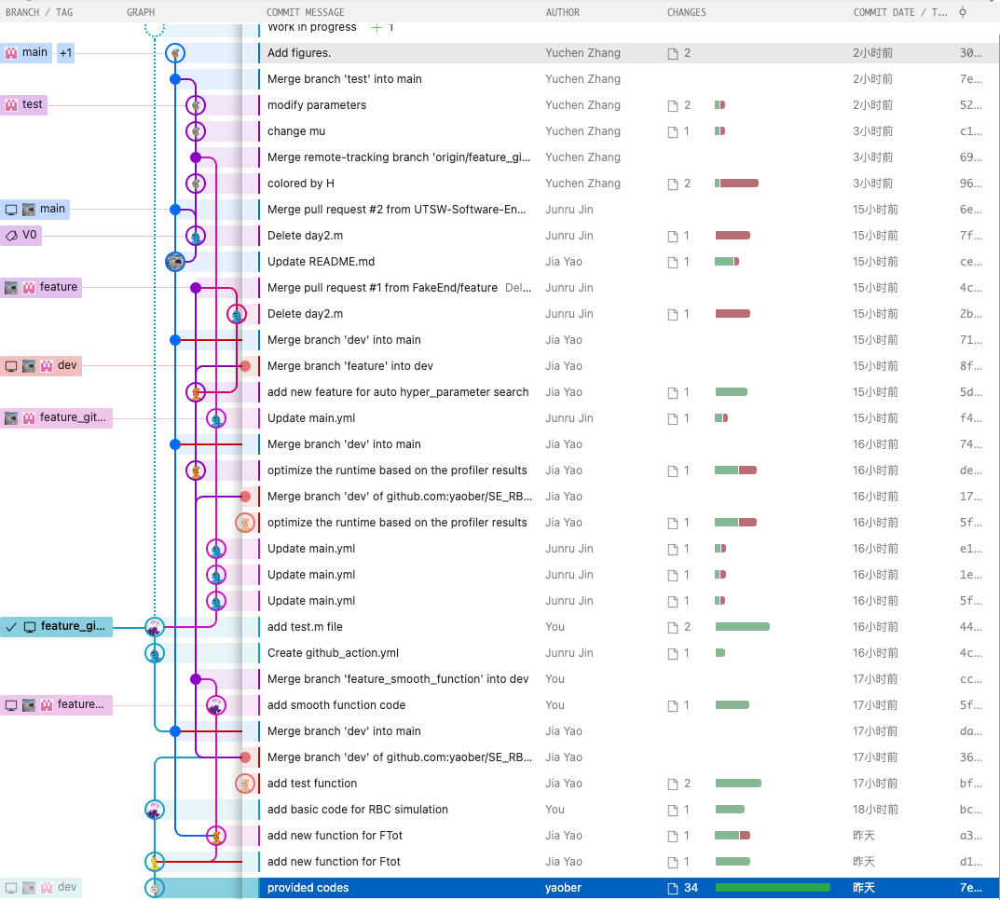 BRANCH / TAG GRAPH COMMIT MESSAGE AUTHOR CHANGES COMMIT DATE / T...
Work in progress + 1
main +1 Add figures. Yuchen Zhang 2 2小时前 30...
Merge branch 'test' into main Yuchen Zhang 2小时前 7e...
test modify parameters Yuchen Zhang 2 2小时前 52...
change mu Yuchen Zhang 1 3小时前 c1...
Merge remote-tracking branch 'origin/feature_gi... Yuchen Zhang 3小时前 69...
colored by H Yuchen Zhang 2 3小时前 96...
main Merge pull request #2 from UTSW-Software-En... Junru Jin 15小时前 6e...
V0 Delete day2.m Junru Jin 1 15小时前 7f...
Update README.md Jia Yao 1 15小时前 ce...
feature Merge pull request #1 from FakeEnd/feature Del... Junru Jin 15小时前 4c...
Delete day2.m Junru Jin 1 15小时前 2b...
Merge branch 'dev' into main Jia Yao 15小时前 71...
dev Merge branch 'feature' into dev Jia Yao 15小时前 8f...
add new feature for auto hyper_parameter search Jia Yao 1 15小时前 5d...
feature_git... Update main.yml Junru Jin 1 15小时前 f4...
Merge branch 'dev' into main Jia Yao 16小时前 74...
optimize the runtime based on the profiler results Jia Yao 1 16小时前 de...
Merge branch 'dev' of github.com:yaober/SE_RB... Jia Yao 16小时前 17...
optimize the runtime based on the profiler results Jia Yao 1 16小时前 5f...
Update main.yml Junru Jin 1 16小时前 e1...
Update main.yml Junru Jin 1 16小时前 1e...
Update main.yml Junru Jin 1 16小时前 5f...
feature_gi... add test.m file You 2 16小时前 44...
Create github_action.yml Junru Jin 1 16小时前 4c...
Merge branch 'feature_smooth_function' into dev You 17小时前 cc...
feature... add smooth function code You 1 17小时前 5f...
Merge branch 'dev' into main Jia Yao 17小时前 da...
Merge branch 'dev' of github.com:yaober/SE_RB... Jia Yao 17小时前 36...
add test function Jia Yao 2 17小时前 bf...
add basic code for RBC simulation You 1 18小时前 bc...
add new function for FTot Jia Yao 1 昨天 a3...
add new function for Ftot Jia Yao 1 昨天 d1...
dev provided codes yaober 34 昨天 7e...